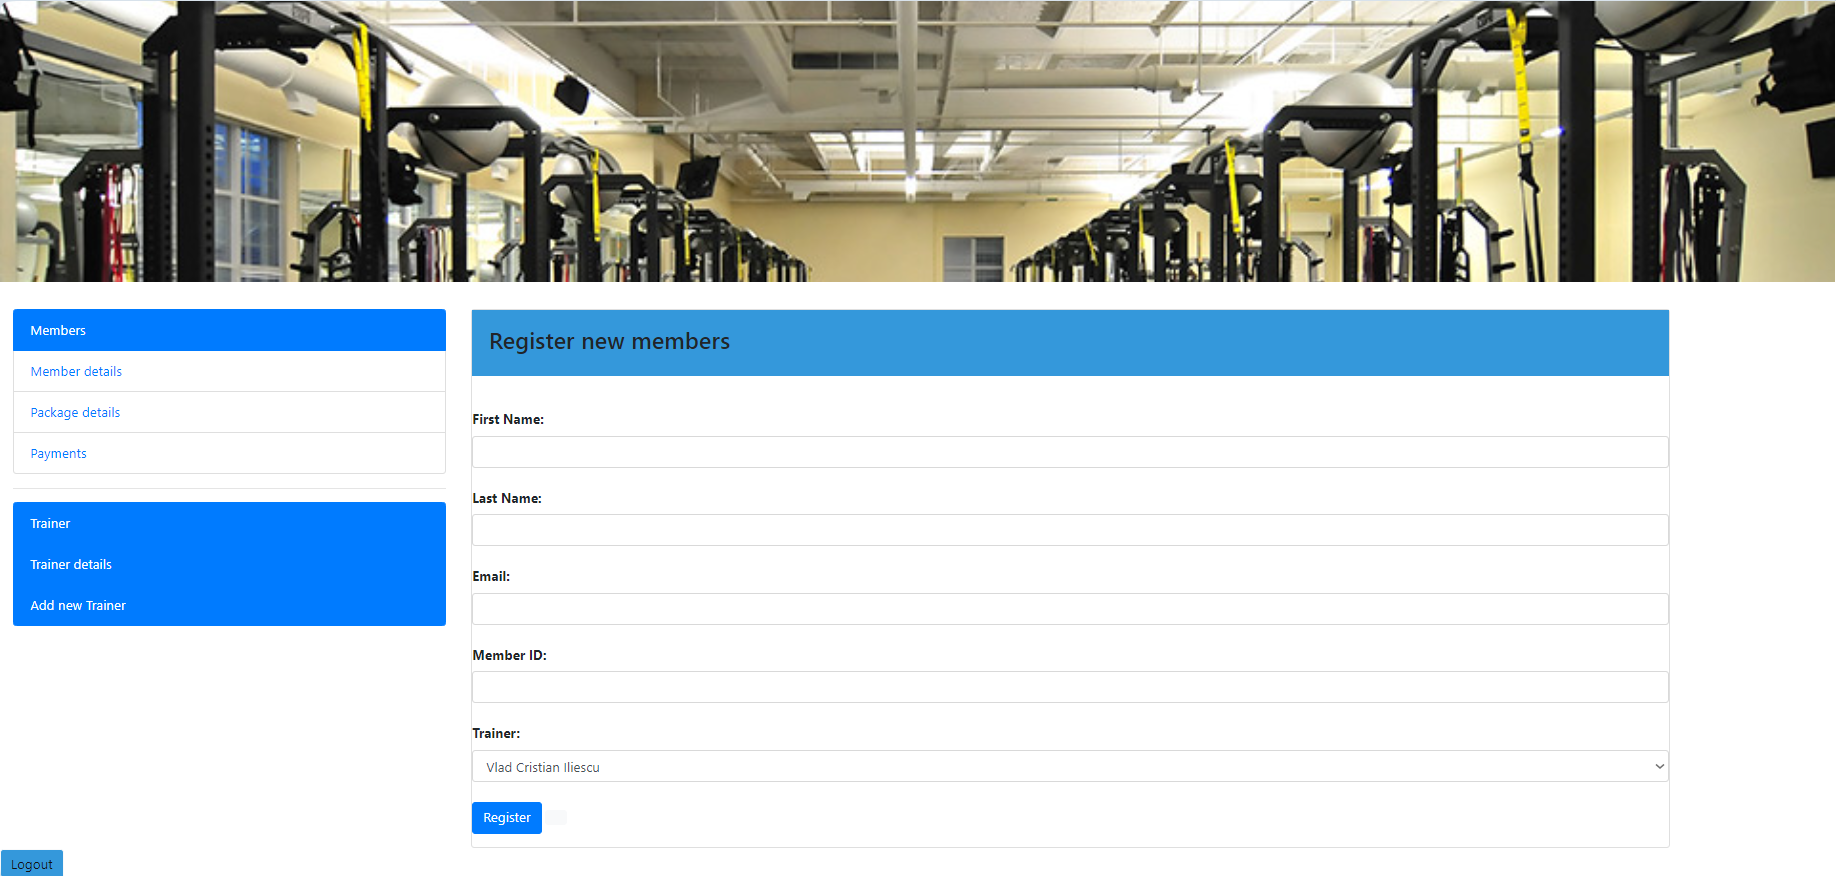 Members
Member details
Package details
Payments
Trainer
Trainer details
Add new Trainer
Register new members
First Name:
Last Name:
Email:
Member ID:
Trainer:
Vlad Cristian Iliescu
Register
Logout